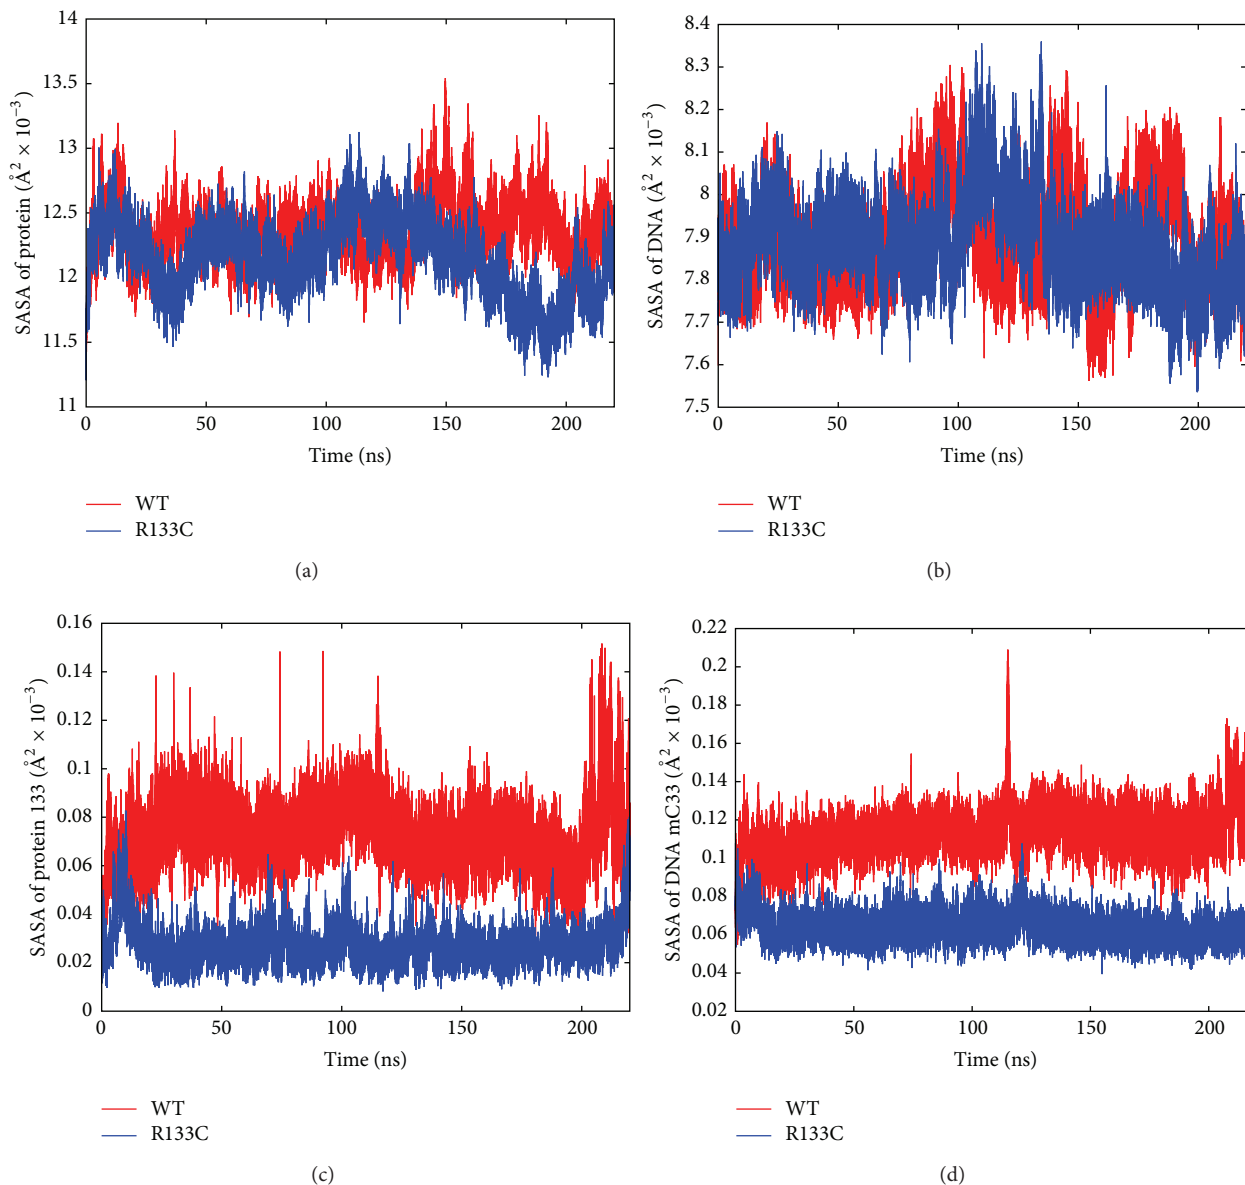 14
13.5
13
12.5
12
11.5
11
SASA of protein (Å² × 10⁻³)
0 50 100 150 200
Time (ns)
WT
R133C
(a)
8.4
8.3
8.2
8.1
8
7.9
7.8
7.7
7.6
7.5
SASA of DNA (Å² × 10⁻³)
0 50 100 150 200
Time (ns)
WT
R133C
(b)
0.16
0.14
0.12
0.1
0.08
0.06
0.04
0.02
0
SASA of protein 133 (Å² × 10⁻³)
0 50 100 150 200
Time (ns)
WT
R133C
(c)
0.22
0.2
0.18
0.16
0.14
0.12
0.1
0.08
0.06
0.04
0.02
SASA of DNA mC33 (Å² × 10⁻³)
0 50 100 150 200
Time (ns)
WT
R133C
(d)